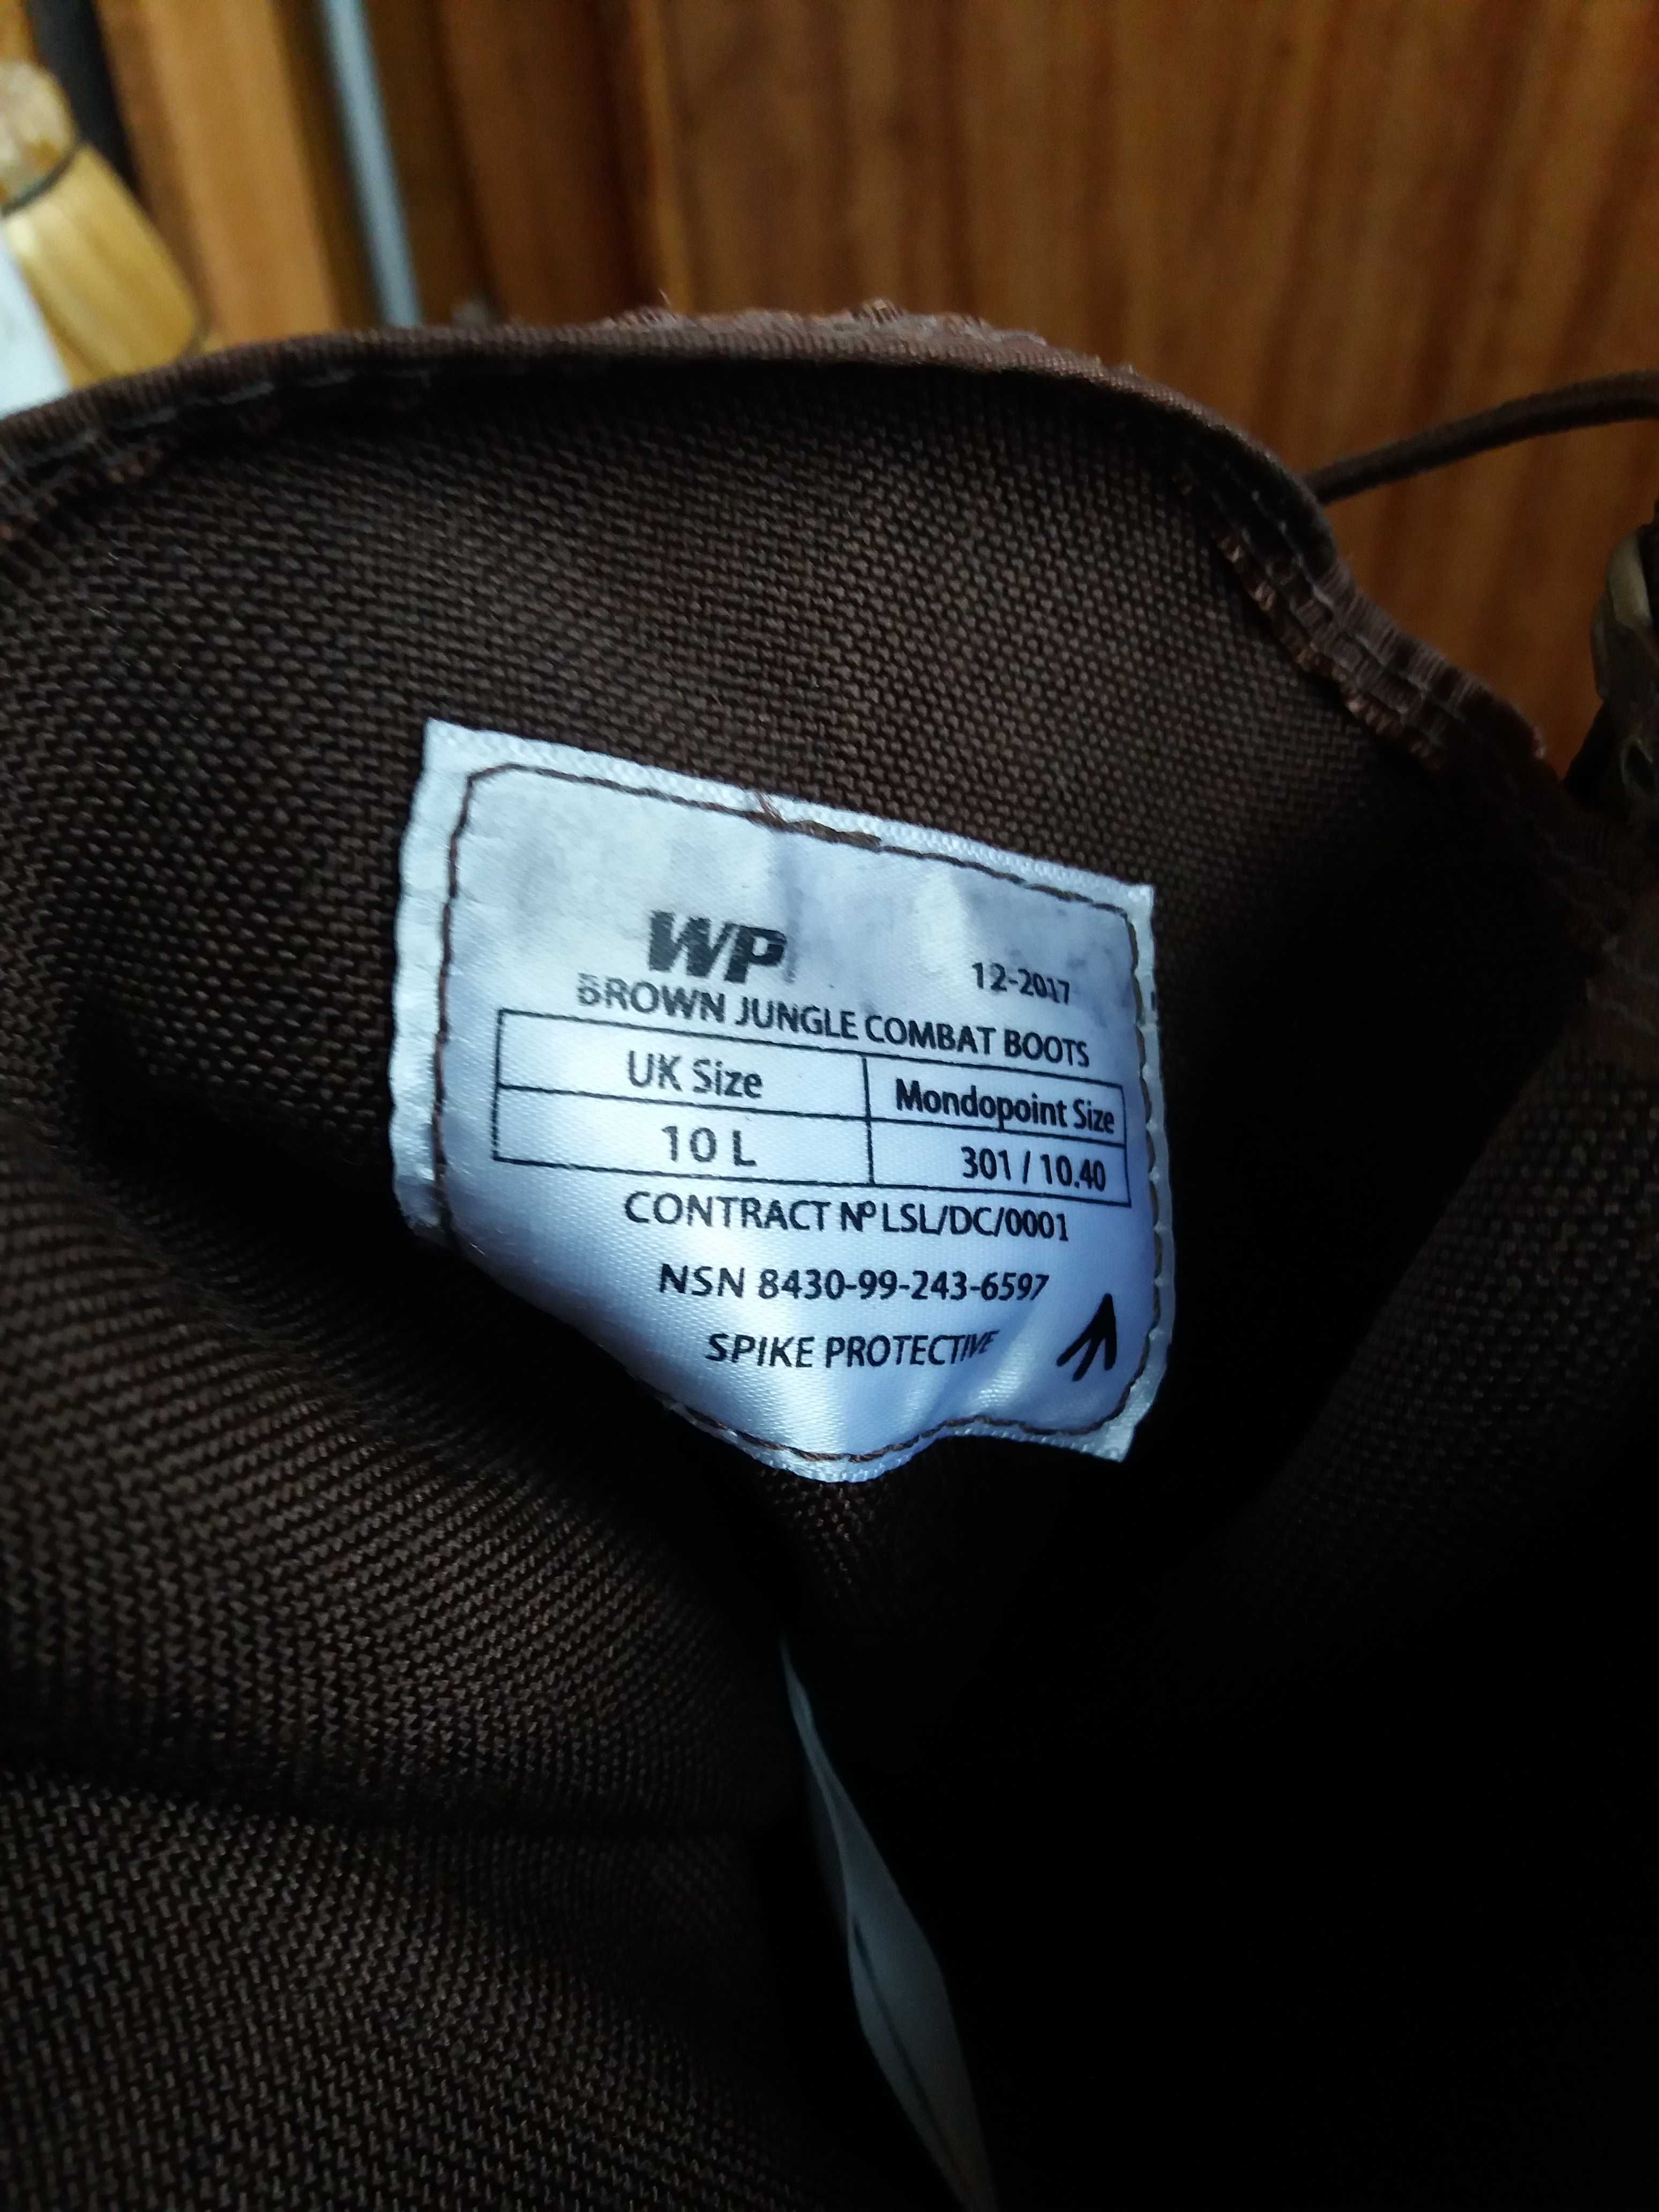 WP
12-2017
BROWN JUNGLE COMBAT BOOTS
UK Size Mondopoint Size
10 L 301 / 10.40
CONTRACT Nº LSL/DC/0001
NSN 8430-99-243-6597
SPIKE PROTECTIVE